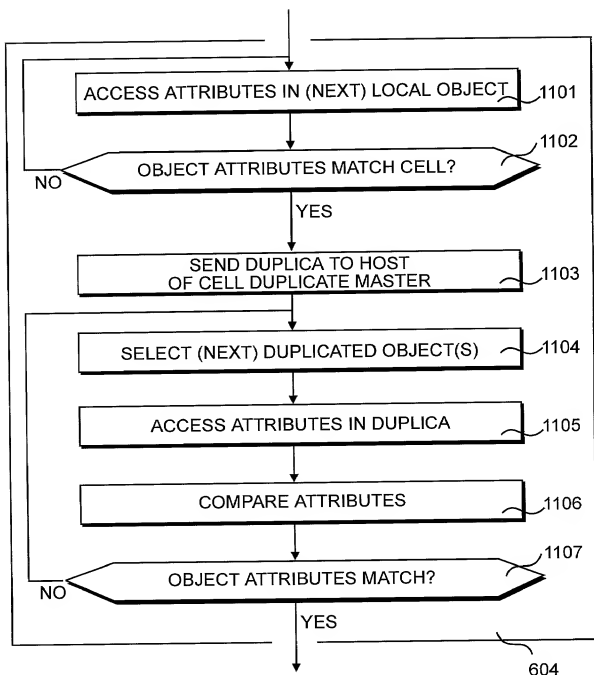 ACCESS ATTRIBUTES IN (NEXT) LOCAL OBJECT
1101
1102
OBJECT ATTRIBUTES MATCH CELL?
NO
YES
SEND DUPLICA TO HOST
OF CELL DUPLICATE MASTER
1103
SELECT (NEXT) DUPLICATED OBJECT(S)
1104
ACCESS ATTRIBUTES IN DUPLICA
1105
COMPARE ATTRIBUTES
1106
1107
OBJECT ATTRIBUTES MATCH?
NO
YES
604